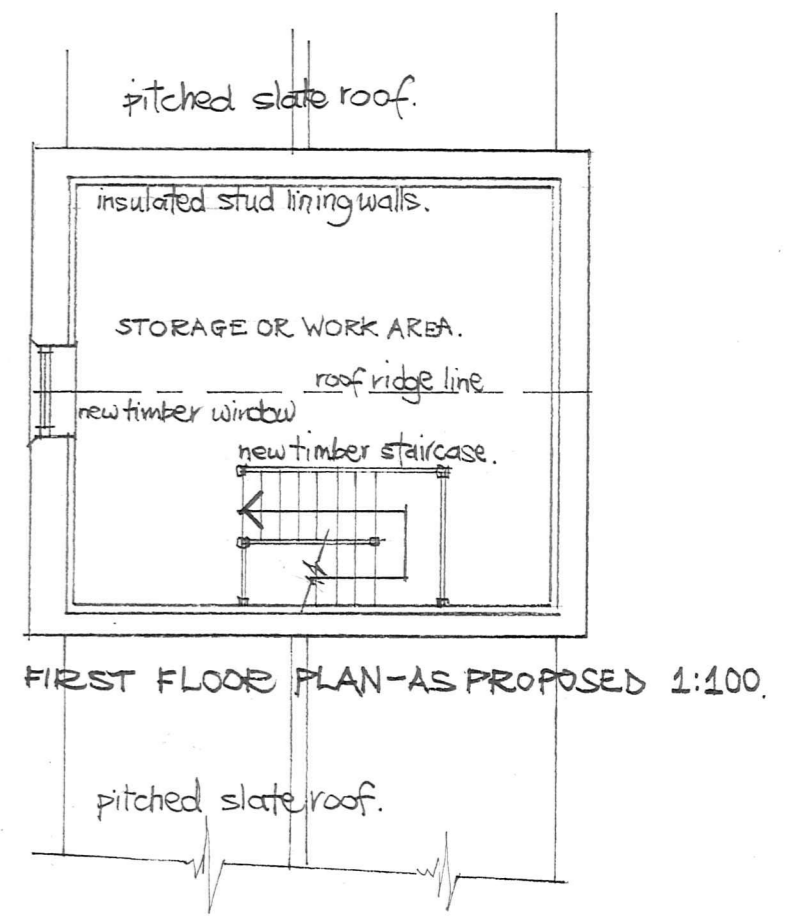 pitched slate roof.
insulated stud lining walls.
STORAGE OR WORK AREA.
roof ridge line
new timber window
new timber staircase.
FIRST FLOOR PLAN-AS PROPOSED 1:100.
pitched slate roof.